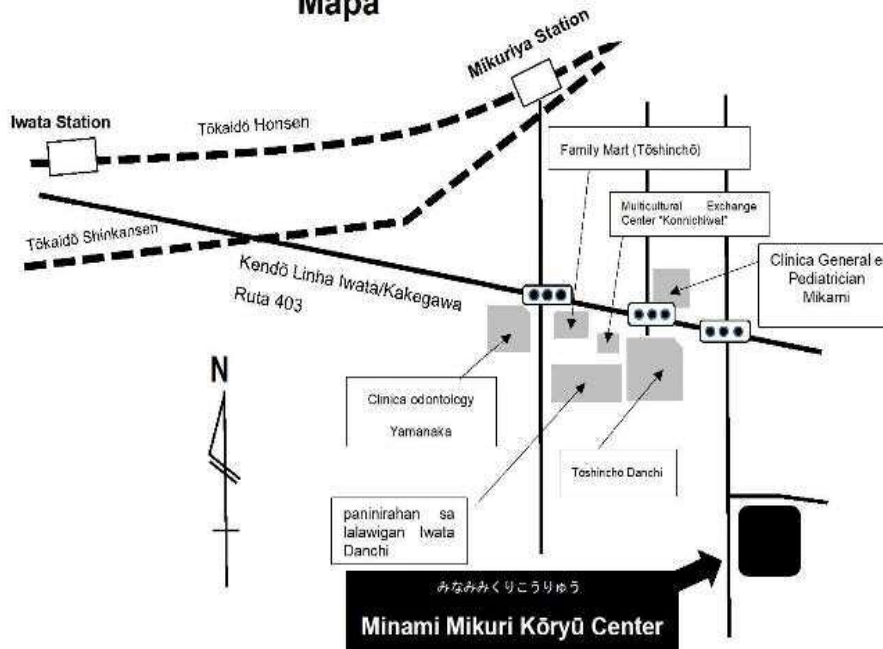 Mapa
Mikuriya Station
Iwata Station
Tōkaidō Honsen
Family Mart (Tōshinchō)
Multicultural Exchange
Center "Konnichiwa!"
Tōkaidō Shinkansen
Clinica General e
Pediatrician
Mikami
Kendō Linha Iwata/Kakegawa
Ruta 403
N
Clinica odontology
Yamanaka
Toshincho Danchi
paninirahan sa
lalawigan Iwata
Danchi
みなみみくりこうりゅう
Minami Mikuri Kōryū Center